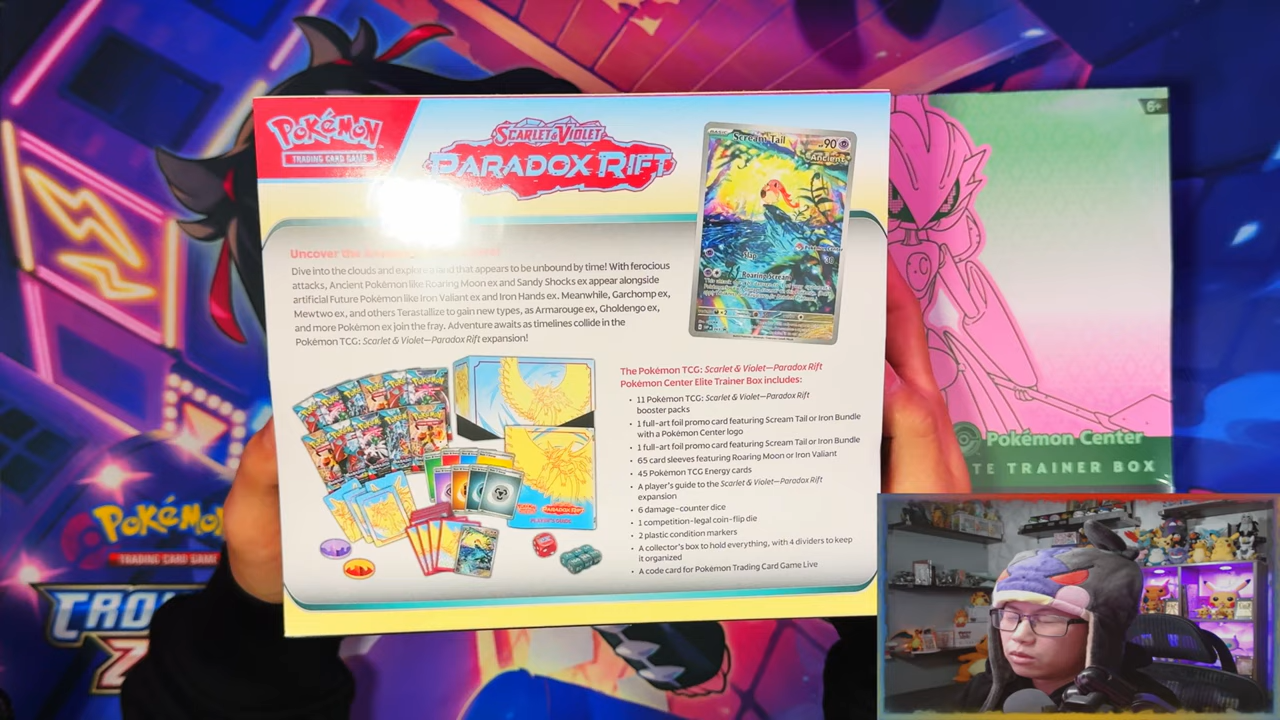 POKéMON
TRADING CARD GAME
SCARLET & VIOLET
PARADOX RIFT
Scream Tail
90
Ancient
Slap
30
Roaring Scream
Uncover the
Dive into the clouds and explore a land that appears to be unbound by time! With ferocious
attacks, Ancient Pokémon like Roaring Moon ex and Sandy Shocks ex appear alongside
artificial Future Pokémon like Iron Valiant ex and Iron Hands ex. Meanwhile, Garchomp ex,
Mewtwo ex, and others Terastallize to gain new types, as Armarouge ex, Gholdengo ex,
and more Pokémon ex join the fray. Adventure awaits as timelines collide in the
Pokémon TCG: Scarlet & Violet—Paradox Rift expansion!
The Pokémon TCG: Scarlet & Violet—Paradox Rift
Pokémon Center Elite Trainer Box includes:
• 11 Pokémon TCG: Scarlet & Violet—Paradox Rift
booster packs
• 1 full-art foil promo card featuring Scream Tail or Iron Bundle
with a Pokémon Center logo
• 1 full-art foil promo card featuring Scream Tail or Iron Bundle
• 65 card sleeves featuring Roaring Moon or Iron Valiant
• 45 Pokémon TCG Energy cards
• A player's guide to the Scarlet & Violet—Paradox Rift
expansion
• 6 damage-counter dice
• 1 competition-legal coin-flip die
• 2 plastic condition markers
• A collector's box to hold everything, with 4 dividers to keep
it organized
• A code card for Pokémon Trading Card Game Live
PLAYER'S GUIDE
6+
Pokémon Center
TE TRAINER BOX
POKéMO
TRADING CARD GAM
CRO
Z